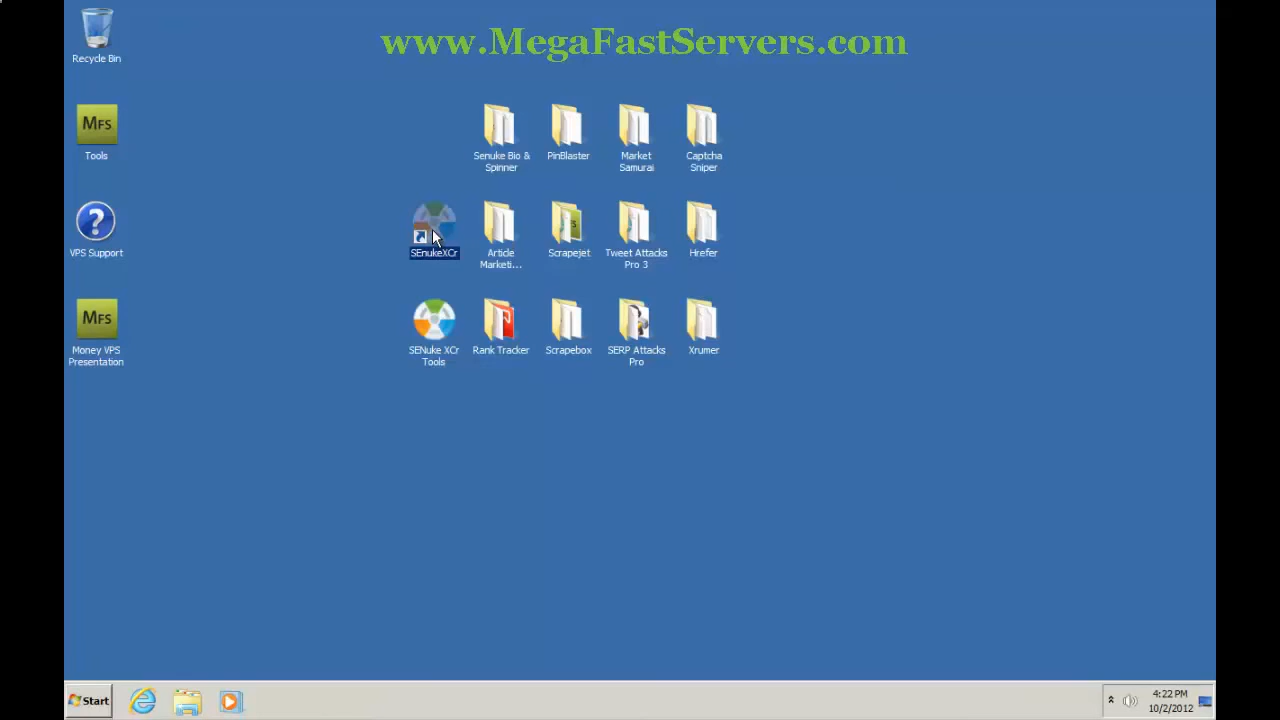 www.MegaFastServers.com
Recycle Bin
MFS
Tools
Senuke Bio &
Spinner
PinBlaster
Market
Samurai
Captcha
Sniper
?
VPS Support
SEnukeXCr
Article
Marketi...
Scrapejet
Tweet Attacks
Pro 3
Hrefer
MFS
Money VPS
Presentation
SENuke XCr
Tools
Rank Tracker
Scrapebox
SERP Attacks
Pro
Xrumer
Start
4:22 PM
10/2/2012